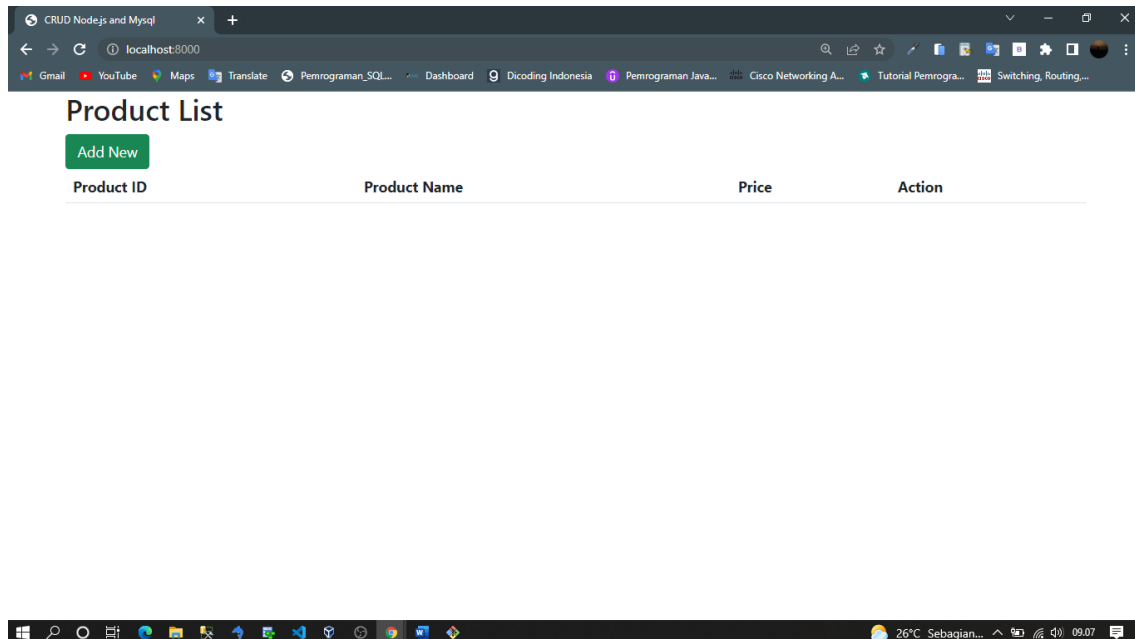 CRUD Node.js and Mysql
localhost:8000
Gmail YouTube Maps Translate Pemrograman_SQL... Dashboard Dicoding Indonesia Pemrograman Java... Cisco Networking A... Tutorial Pemrogra... Switching, Routing,...
Product List
Add New
Product ID Product Name Price Action
26°C Sebagian... 09.07